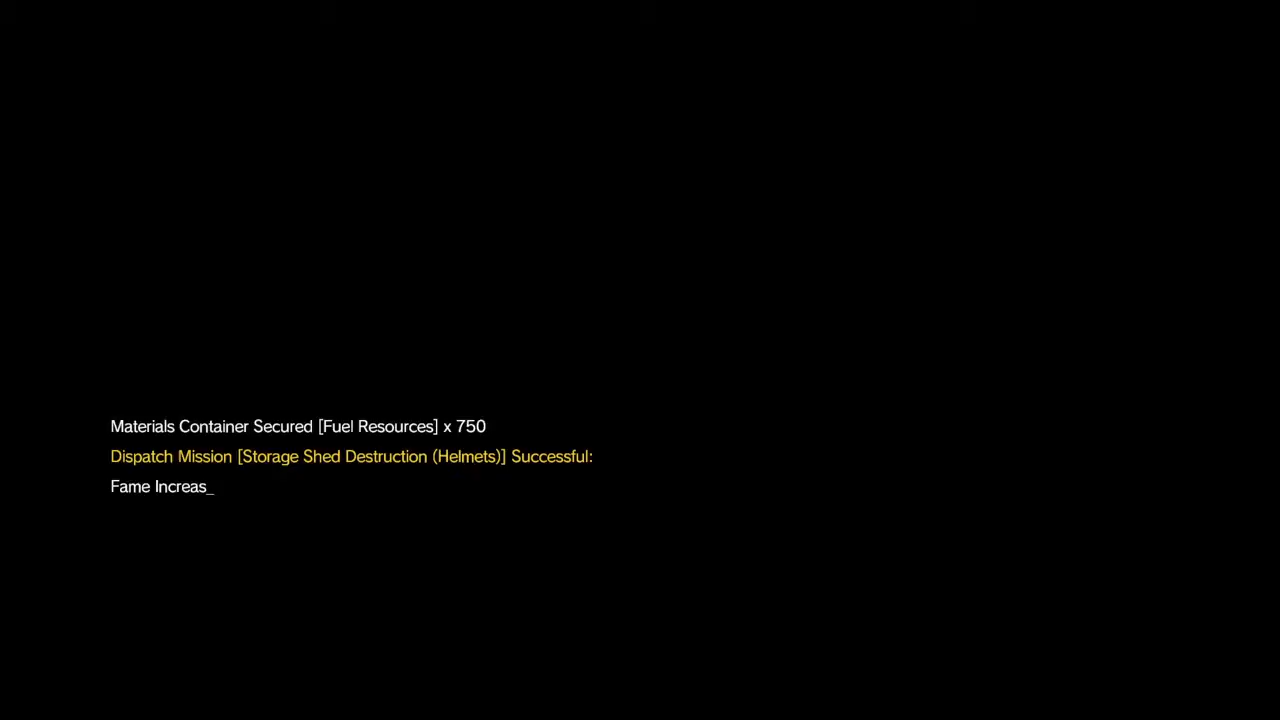 Materials Container Secured [Fuel Resources] x 750
Dispatch Mission [Storage Shed Destruction (Helmets)] Successful:
Fame Increas_